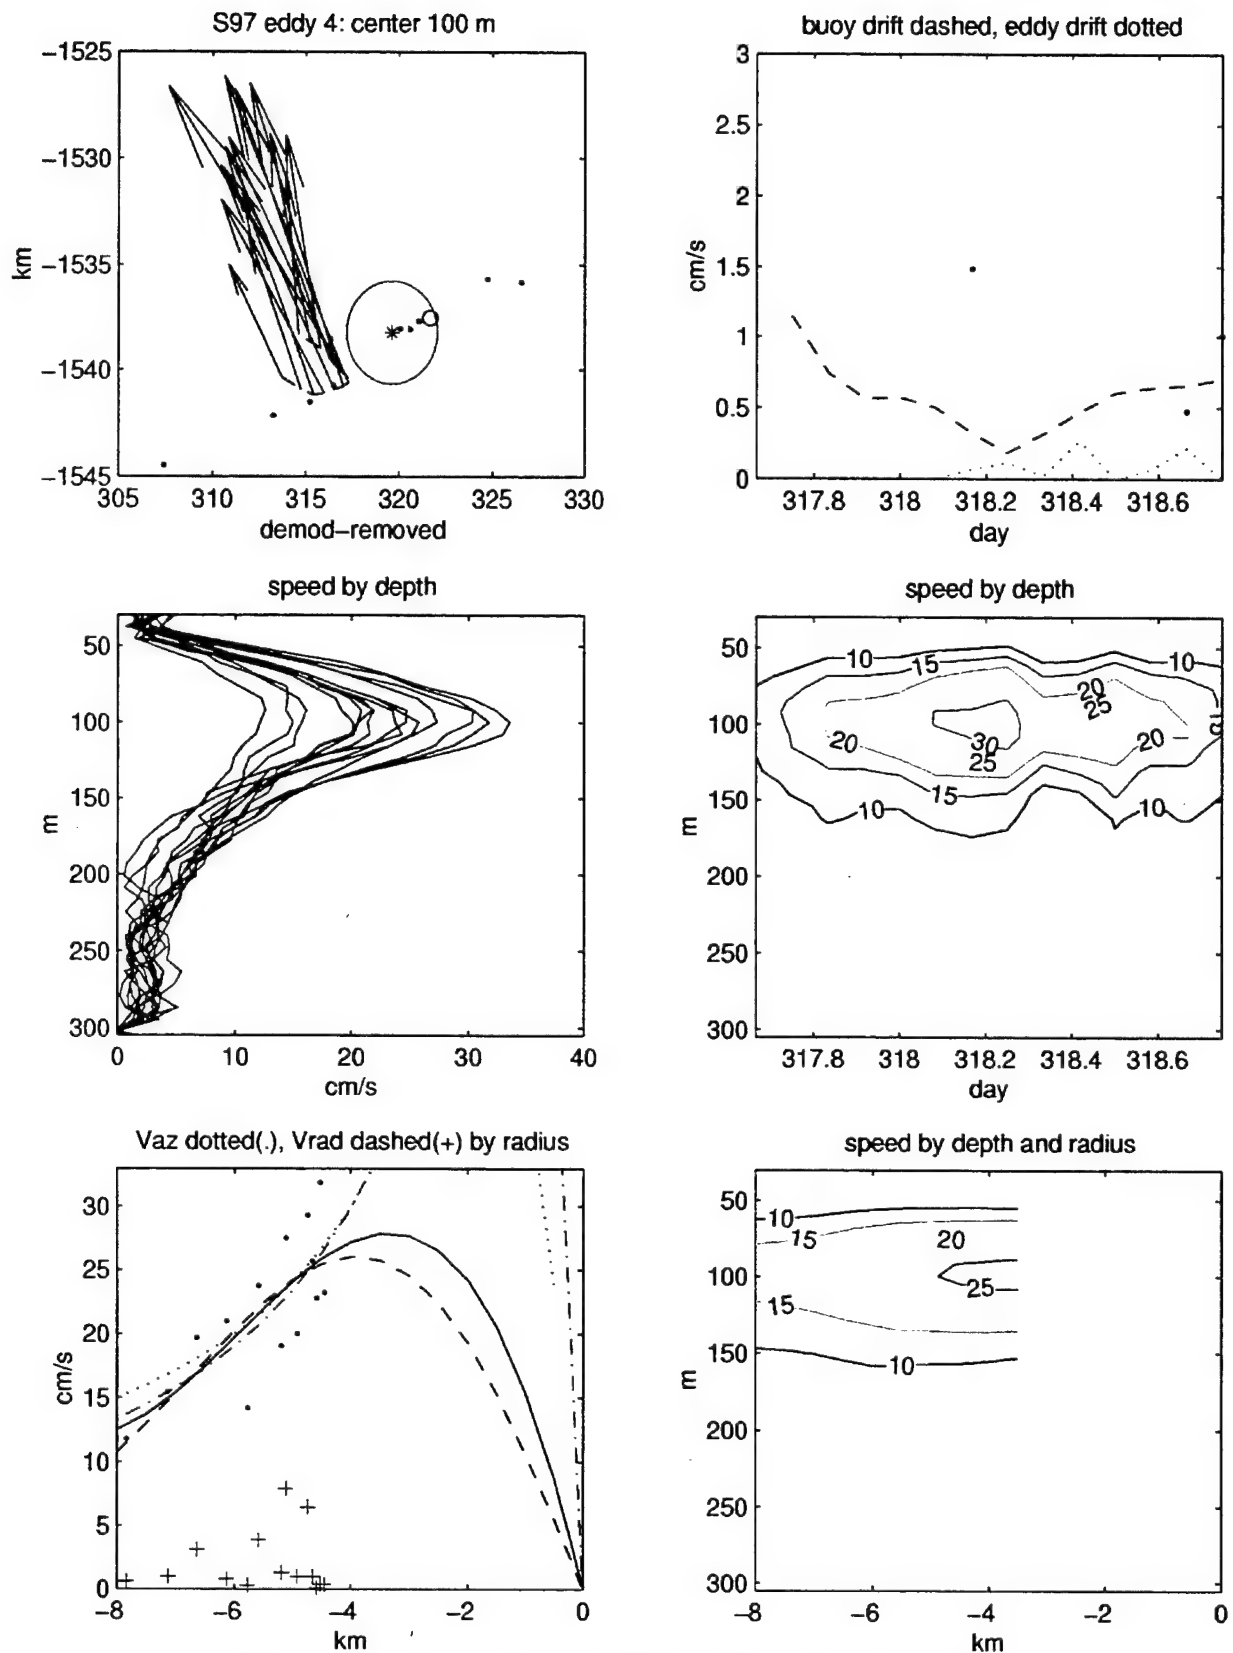 S97 eddy 4: center 100 m
−1525
−1530
−1535
−1540
−1545
km
305 310 315 320 325 330
demod−removed
buoy drift dashed, eddy drift dotted
3
2.5
2
1.5
1
0.5
0
cm/s
317.8 318 318.2 318.4 318.6
day
speed by depth
50
100
150
200
250
300
m
0 10 20 30 40
cm/s
speed by depth
50
100
150
200
250
300
m
10 15 10
20
25
30
25
20 20
15
10 10
317.8 318 318.2 318.4 318.6
day
Vaz dotted(.), Vrad dashed(+) by radius
30
25
20
15
10
5
0
cm/s
−8 −6 −4 −2 0
km
speed by depth and radius
50
100
150
200
250
300
m
10
15 20
25
15
10
−8 −6 −4 −2 0
km